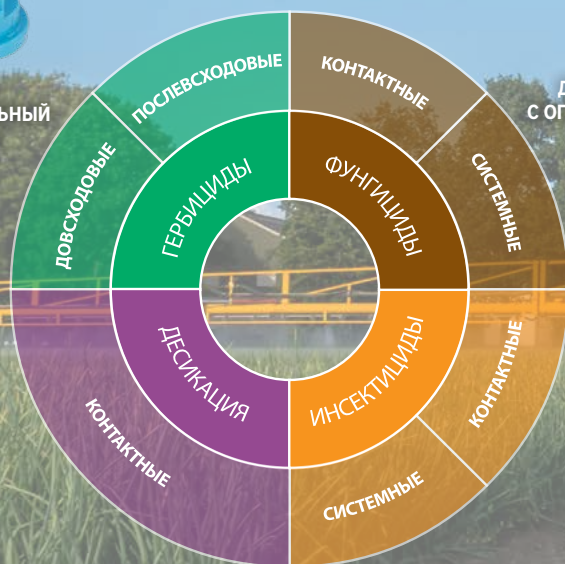 ПОСЛЕВСХОДОВЫЕ
КОНТАКТНЫЕ
ДОВСХОДОВЫЕ
ГЕРБИЦИДЫ
ФУНГИЦИДЫ
СИСТЕМНЫЕ
ДЕСИКАЦИЯ
ИНСЕКТИЦИДЫ
КОНТАКТНЫЕ
КОНТАКТНЫЕ
СИСТЕМНЫЕ